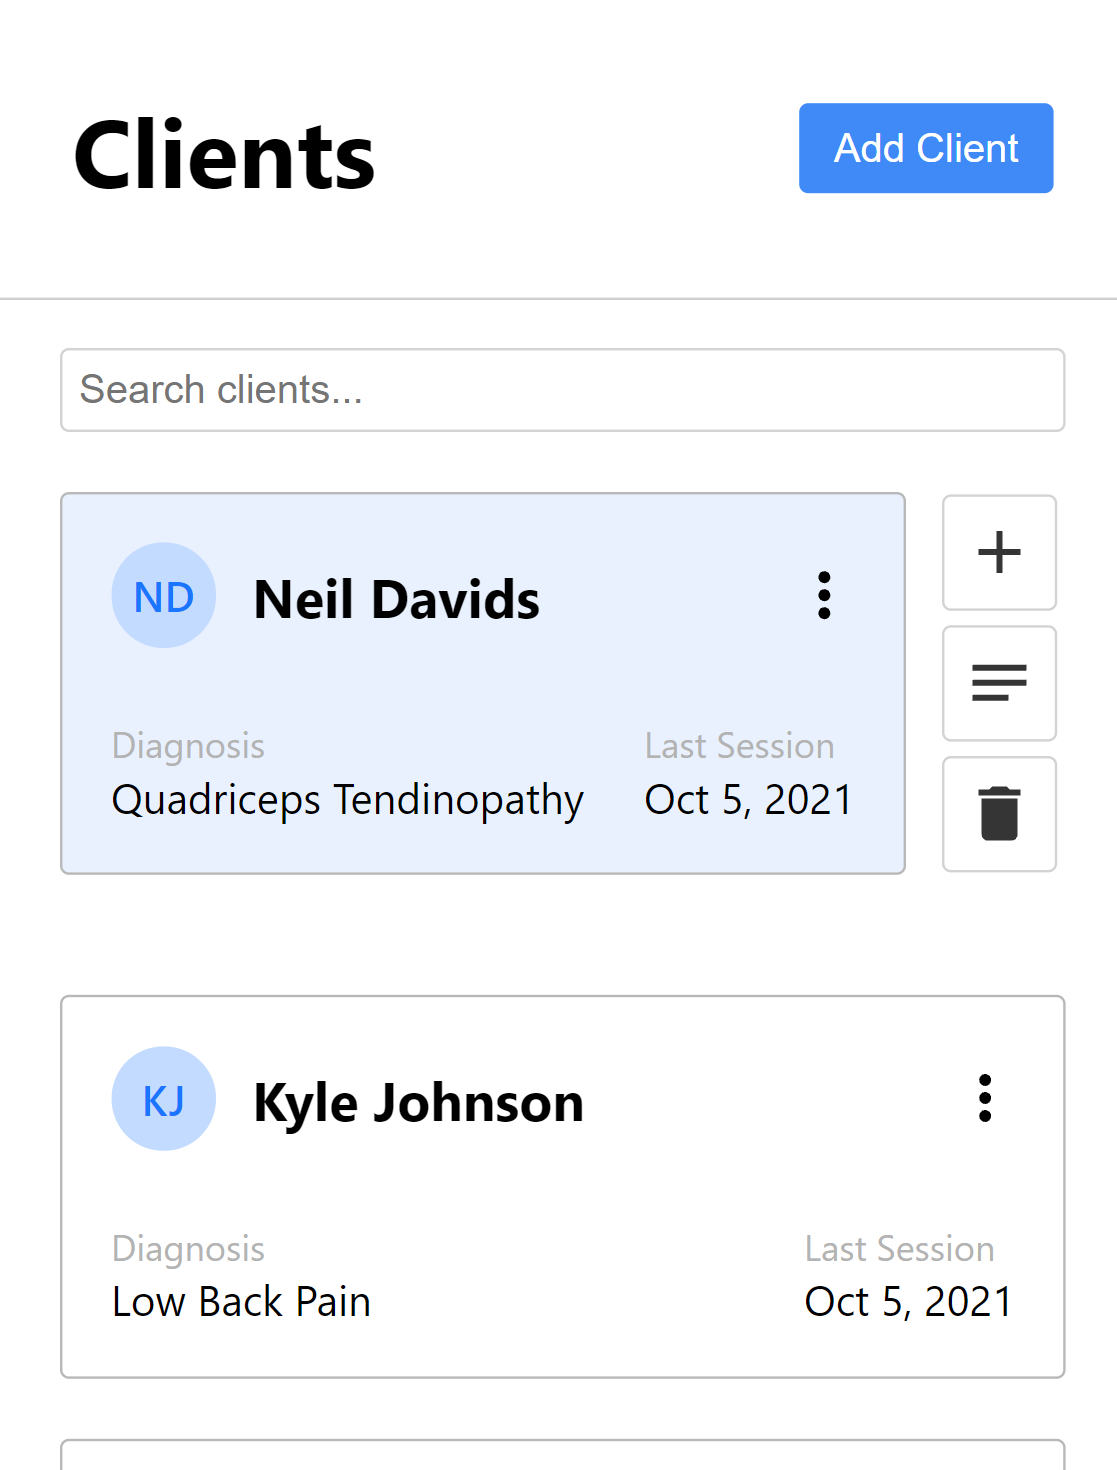 Clients
Add Client
Search clients...
ND
Neil Davids
Diagnosis
Last Session
Quadriceps Tendinopathy
Oct 5, 2021
KJ
Kyle Johnson
Diagnosis
Last Session
Low Back Pain
Oct 5, 2021